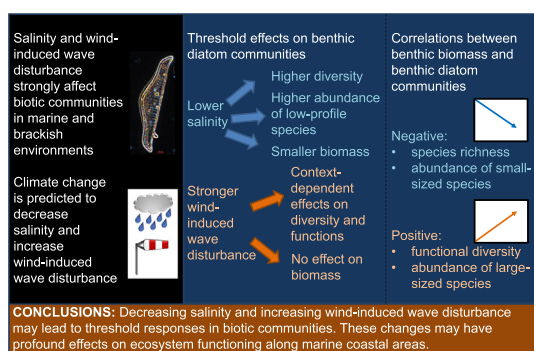 Salinity and wind-
induced wave
disturbance
strongly affect
biotic communities
in marine and
brackish
environments
Climate change
is predicted to
decrease
salinity and
increase
wind-induced
wave disturbance
Threshold effects on benthic
diatom communities
Lower
salinity
Higher diversity
Higher abundance
of low-profile
species
Smaller biomass
Stronger
wind-
induced
wave
disturbance
Context-
dependent
effects on
diversity and
functions
No effect on
biomass
Correlations between
benthic biomass and
benthic diatom
communities
Negative:
• species richness
• abundance of small-
sized species
Positive:
• functional diversity
• abundance of large-
sized species
CONCLUSIONS: Decreasing salinity and increasing wind-induced wave disturbance
may lead to threshold responses in biotic communities. These changes may have
profound effects on ecosystem functioning along marine coastal areas.